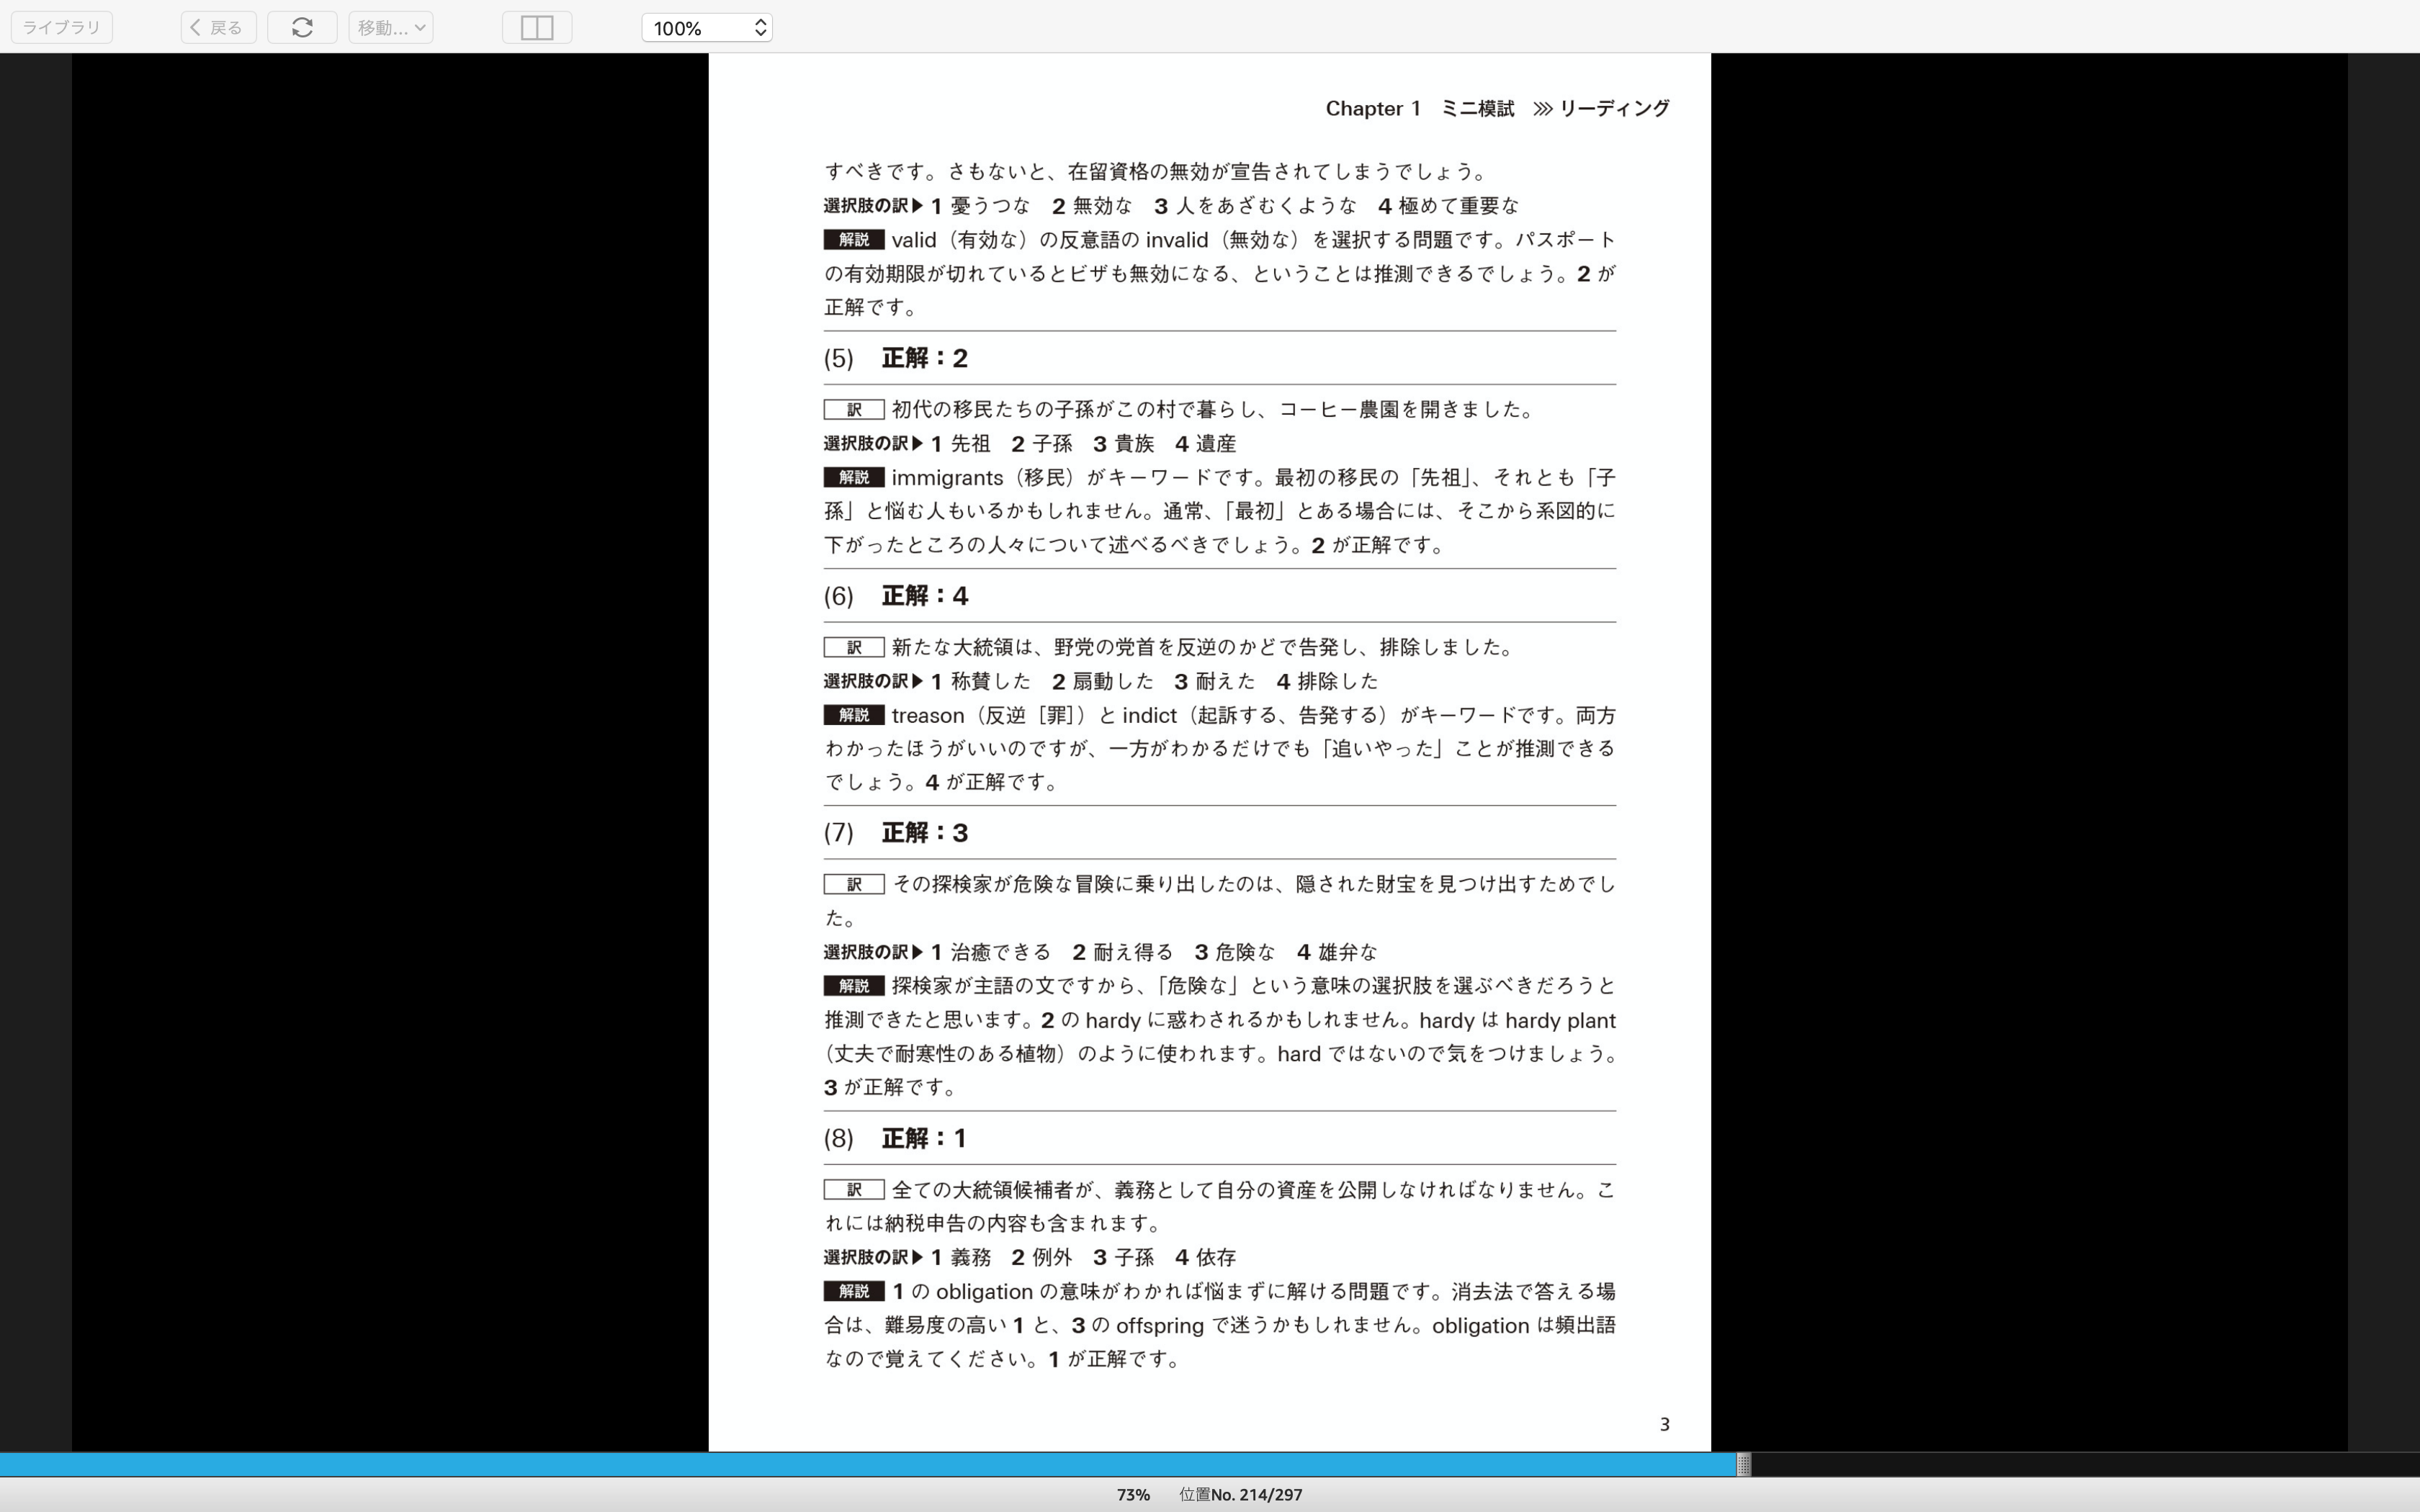 ライブラリ
戻る
移動...
100%
Chapter 1 ミニ模試 >>> リーディング
すべきです。さもないと、在留資格の無効が宣告されてしまうでしょう。
選択肢の訳▶ 1 憂うつな 2 無効な 3 人をあざむくような 4 極めて重要な
解説 valid（有効な）の反意語の invalid（無効な）を選択する問題です。パスポート
の有効期限が切れているとビザも無効になる、ということは推測できるでしょう。2 が
正解です。
(5) 正解：2
訳 初代の移民たちの子孫がこの村で暮らし、コーヒー農園を開きました。
選択肢の訳▶ 1 先祖 2 子孫 3 貴族 4 遺産
解説 immigrants（移民）がキーワードです。最初の移民の「先祖」、それとも「子
孫」と悩む人もいるかもしれません。通常、「最初」とある場合には、そこから系図的に
下がったところの人々について述べるべきでしょう。2 が正解です。
(6) 正解：4
訳 新たな大統領は、野党の党首を反逆のかどで告発し、排除しました。
選択肢の訳▶ 1 称賛した 2 扇動した 3 耐えた 4 排除した
解説 treason（反逆［罪］）と indict（起訴する、告発する）がキーワードです。両方
わかったほうがいいのですが、一方がわかるだけでも「追いやった」ことが推測できる
でしょう。4 が正解です。
(7) 正解：3
訳 その探検家が危険な冒険に乗り出したのは、隠された財宝を見つけ出すためでし
た。
選択肢の訳▶ 1 治癒できる 2 耐え得る 3 危険な 4 雄弁な
解説 探検家が主語の文ですから、「危険な」という意味の選択肢を選ぶべきだろうと
推測できたと思います。2 の hardy に惑わされるかもしれません。hardy は hardy plant
（丈夫で耐寒性のある植物）のように使われます。hard ではないので気をつけましょう。
3 が正解です。
(8) 正解：1
訳 全ての大統領候補者が、義務として自分の資産を公開しなければなりません。こ
れには納税申告の内容も含まれます。
選択肢の訳▶ 1 義務 2 例外 3 子孫 4 依存
解説 1 の obligation の意味がわかれば悩まずに解ける問題です。消去法で答える場
合は、難易度の高い 1 と、3 の offspring で迷うかもしれません。obligation は頻出語
なので覚えてください。1 が正解です。
3
73% 位置No. 214/297